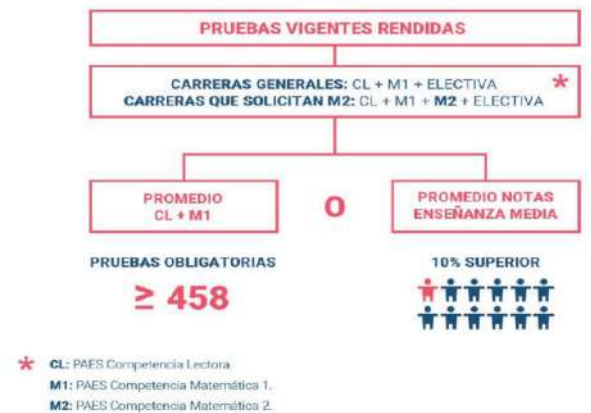 PRUEBAS VIGENTES RENDIDAS
CARRERAS GENERALES: CL + M1 + ELECTIVA *
CARRERAS QUE SOLICITAN M2: CL + M1 + M2 + ELECTIVA
PROMEDIO
CL + M1
O
PROMEDIO NOTAS
ENSEÑANZA MEDIA
PRUEBAS OBLIGATORIAS
≥ 458
10% SUPERIOR
* CL: PAES Competencia Lectora
M1: PAES Competencia Matemática 1.
M2: PAES Competencia Matemática 2.